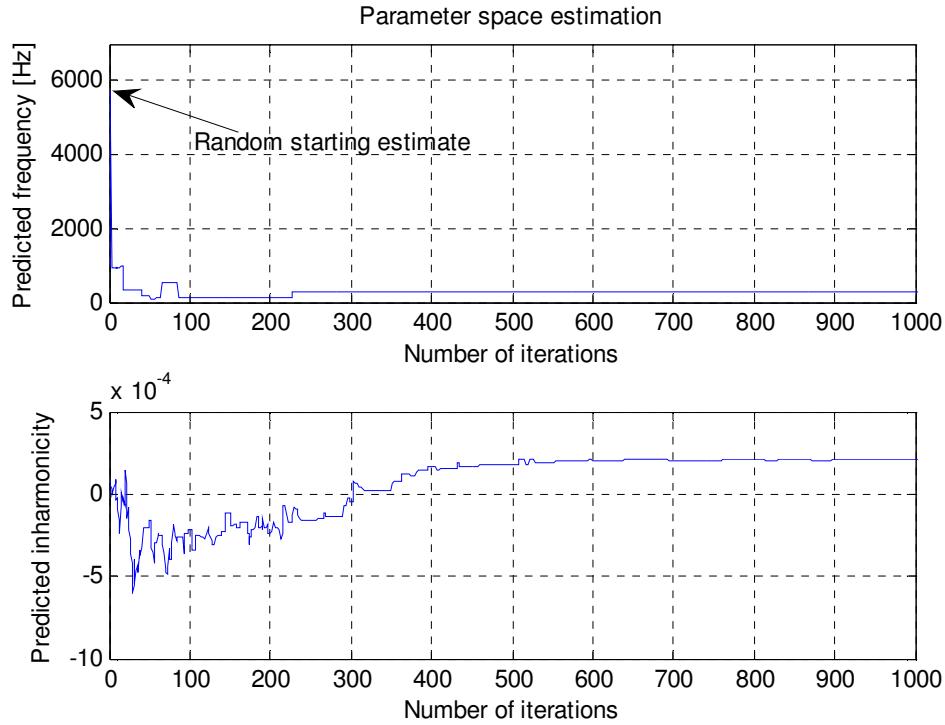 Parameter space estimation
Predicted frequency [Hz]
6000
4000
2000
0
Random starting estimate
0 100 200 300 400 500 600 700 800 900 1000
Number of iterations
x 10^-4
Predicted inharmonicity
5
0
-5
-10
0 100 200 300 400 500 600 700 800 900 1000
Number of iterations